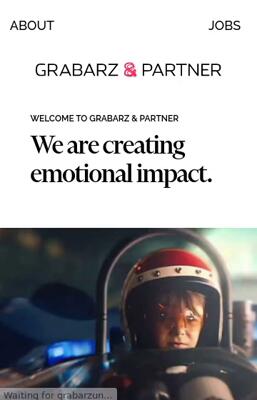 ABOUT JOBS
GRABARZ & PARTNER
WELCOME TO GRABARZ & PARTNER
We are creating
emotional impact.
Waiting for grabarzun...